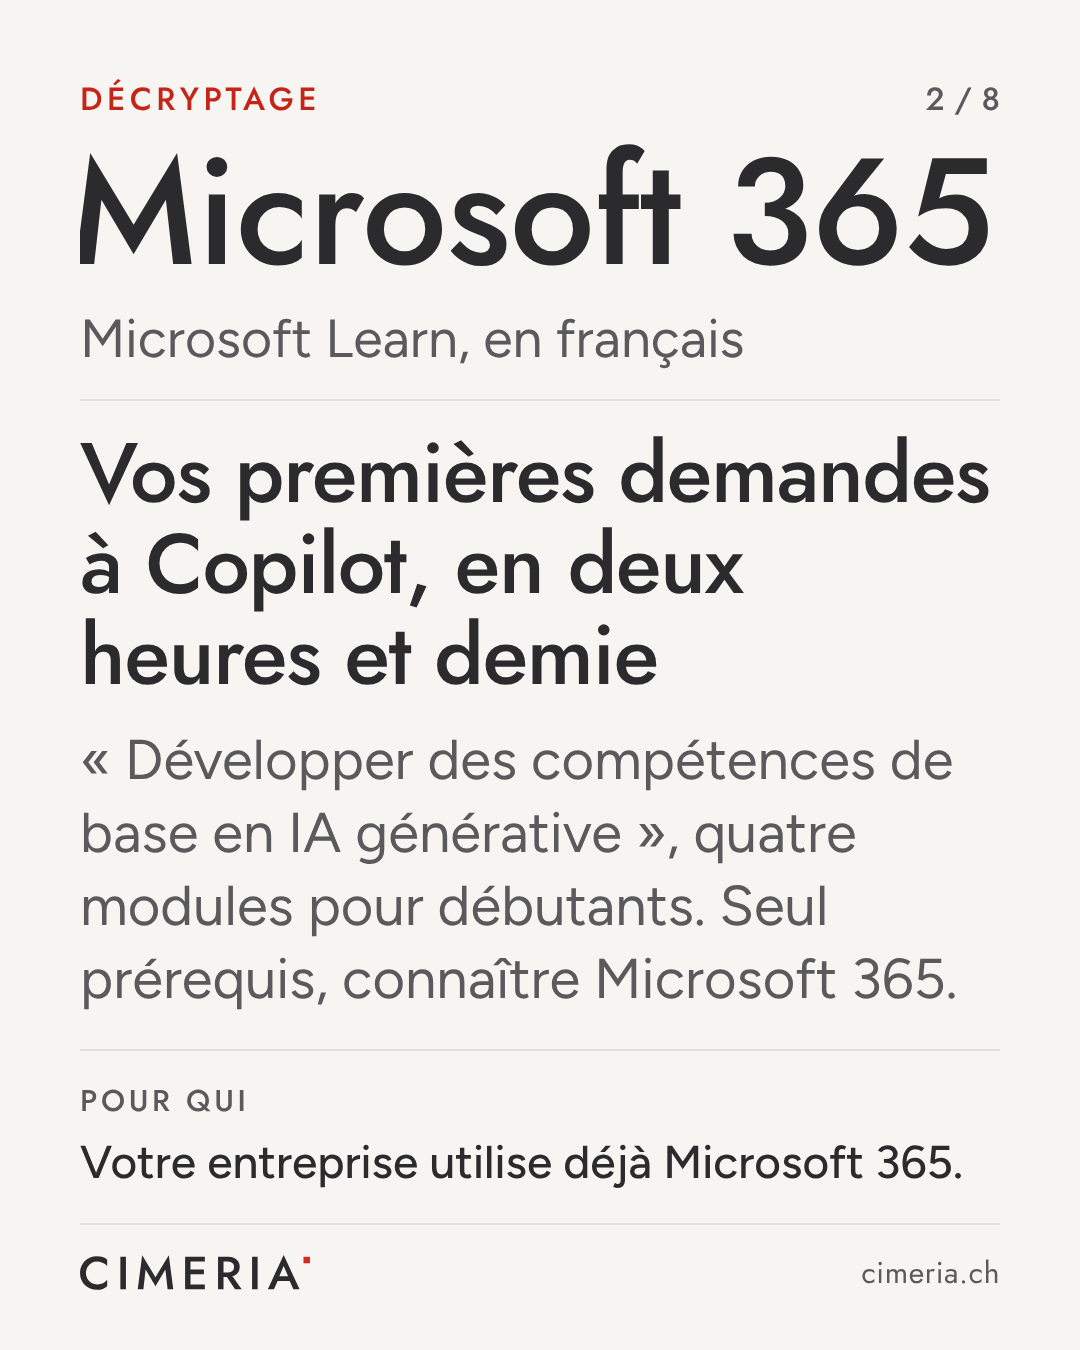 DÉCRYPTAGE
2 / 8
Microsoft 365
Microsoft Learn, en français
Vos premières demandes
à Copilot, en deux
heures et demie
« Développer des compétences de
base en IA générative », quatre
modules pour débutants. Seul
prérequis, connaître Microsoft 365.
POUR QUI
Votre entreprise utilise déjà Microsoft 365.
CIMERIA
cimeria.ch